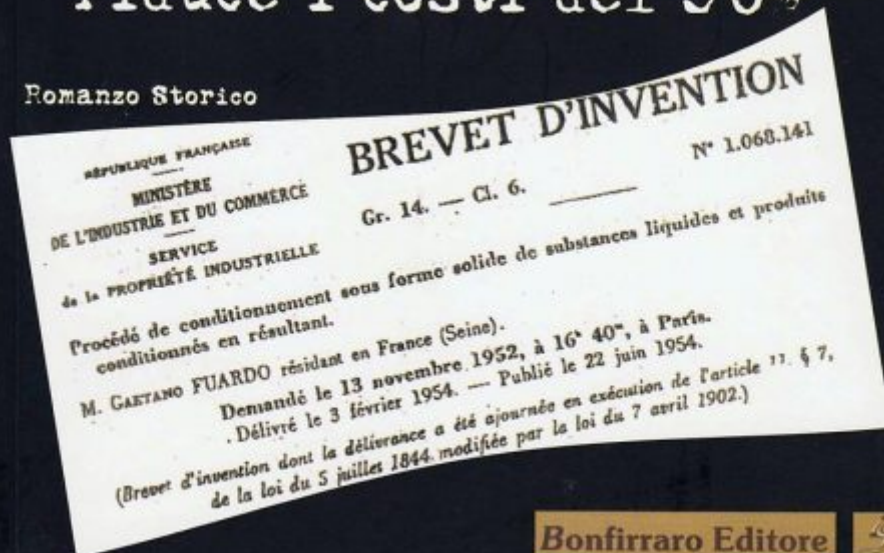 i costi del
Romanzo Storico
RÉPUBLIQUE FRANÇAISE
MINISTÈRE
DE L'INDUSTRIE ET DU COMMERCE
SERVICE
de la PROPRIÉTÉ INDUSTRIELLE
BREVET D'INVENTION
Gr. 14. — Cl. 6.
N° 1.068.141
Procédé de conditionnement sous forme solide de substances liquides et produits
conditionnés en résultant.
M. GAETANO FUARDO résidant en France (Seine).
Demandé le 13 novembre 1952, à 16h 40m, à Paris.
Délivré le 3 février 1954. — Publié le 22 juin 1954.
(Brevet d'invention dont la délivrance a été ajournée en exécution de l'article 11 § 7,
de la loi du 5 juillet 1844 modifiée par la loi du 7 avril 1902.)
Bonfirraro Editore